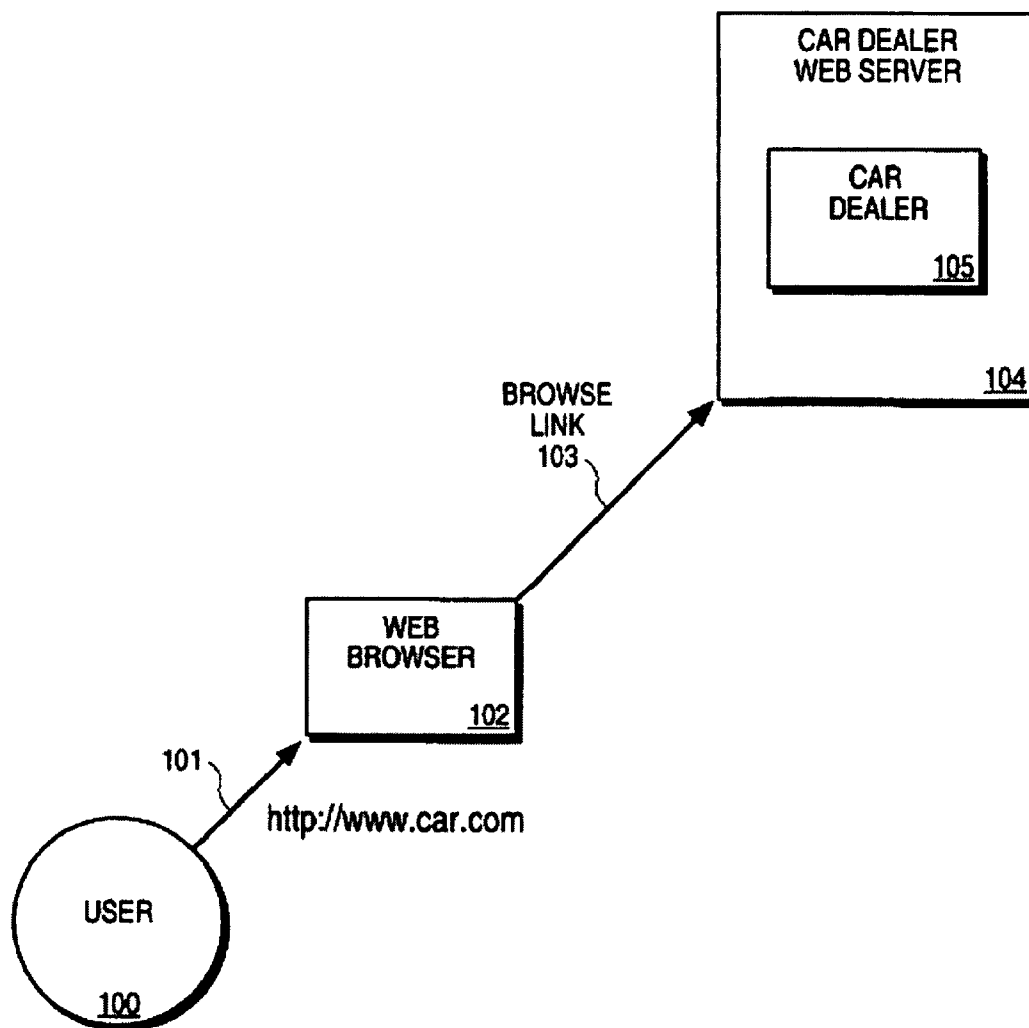 CAR DEALER
WEB SERVER
CAR
DEALER
105
104
BROWSE
LINK
103
WEB
BROWSER
102
101
http://www.car.com
USER
100